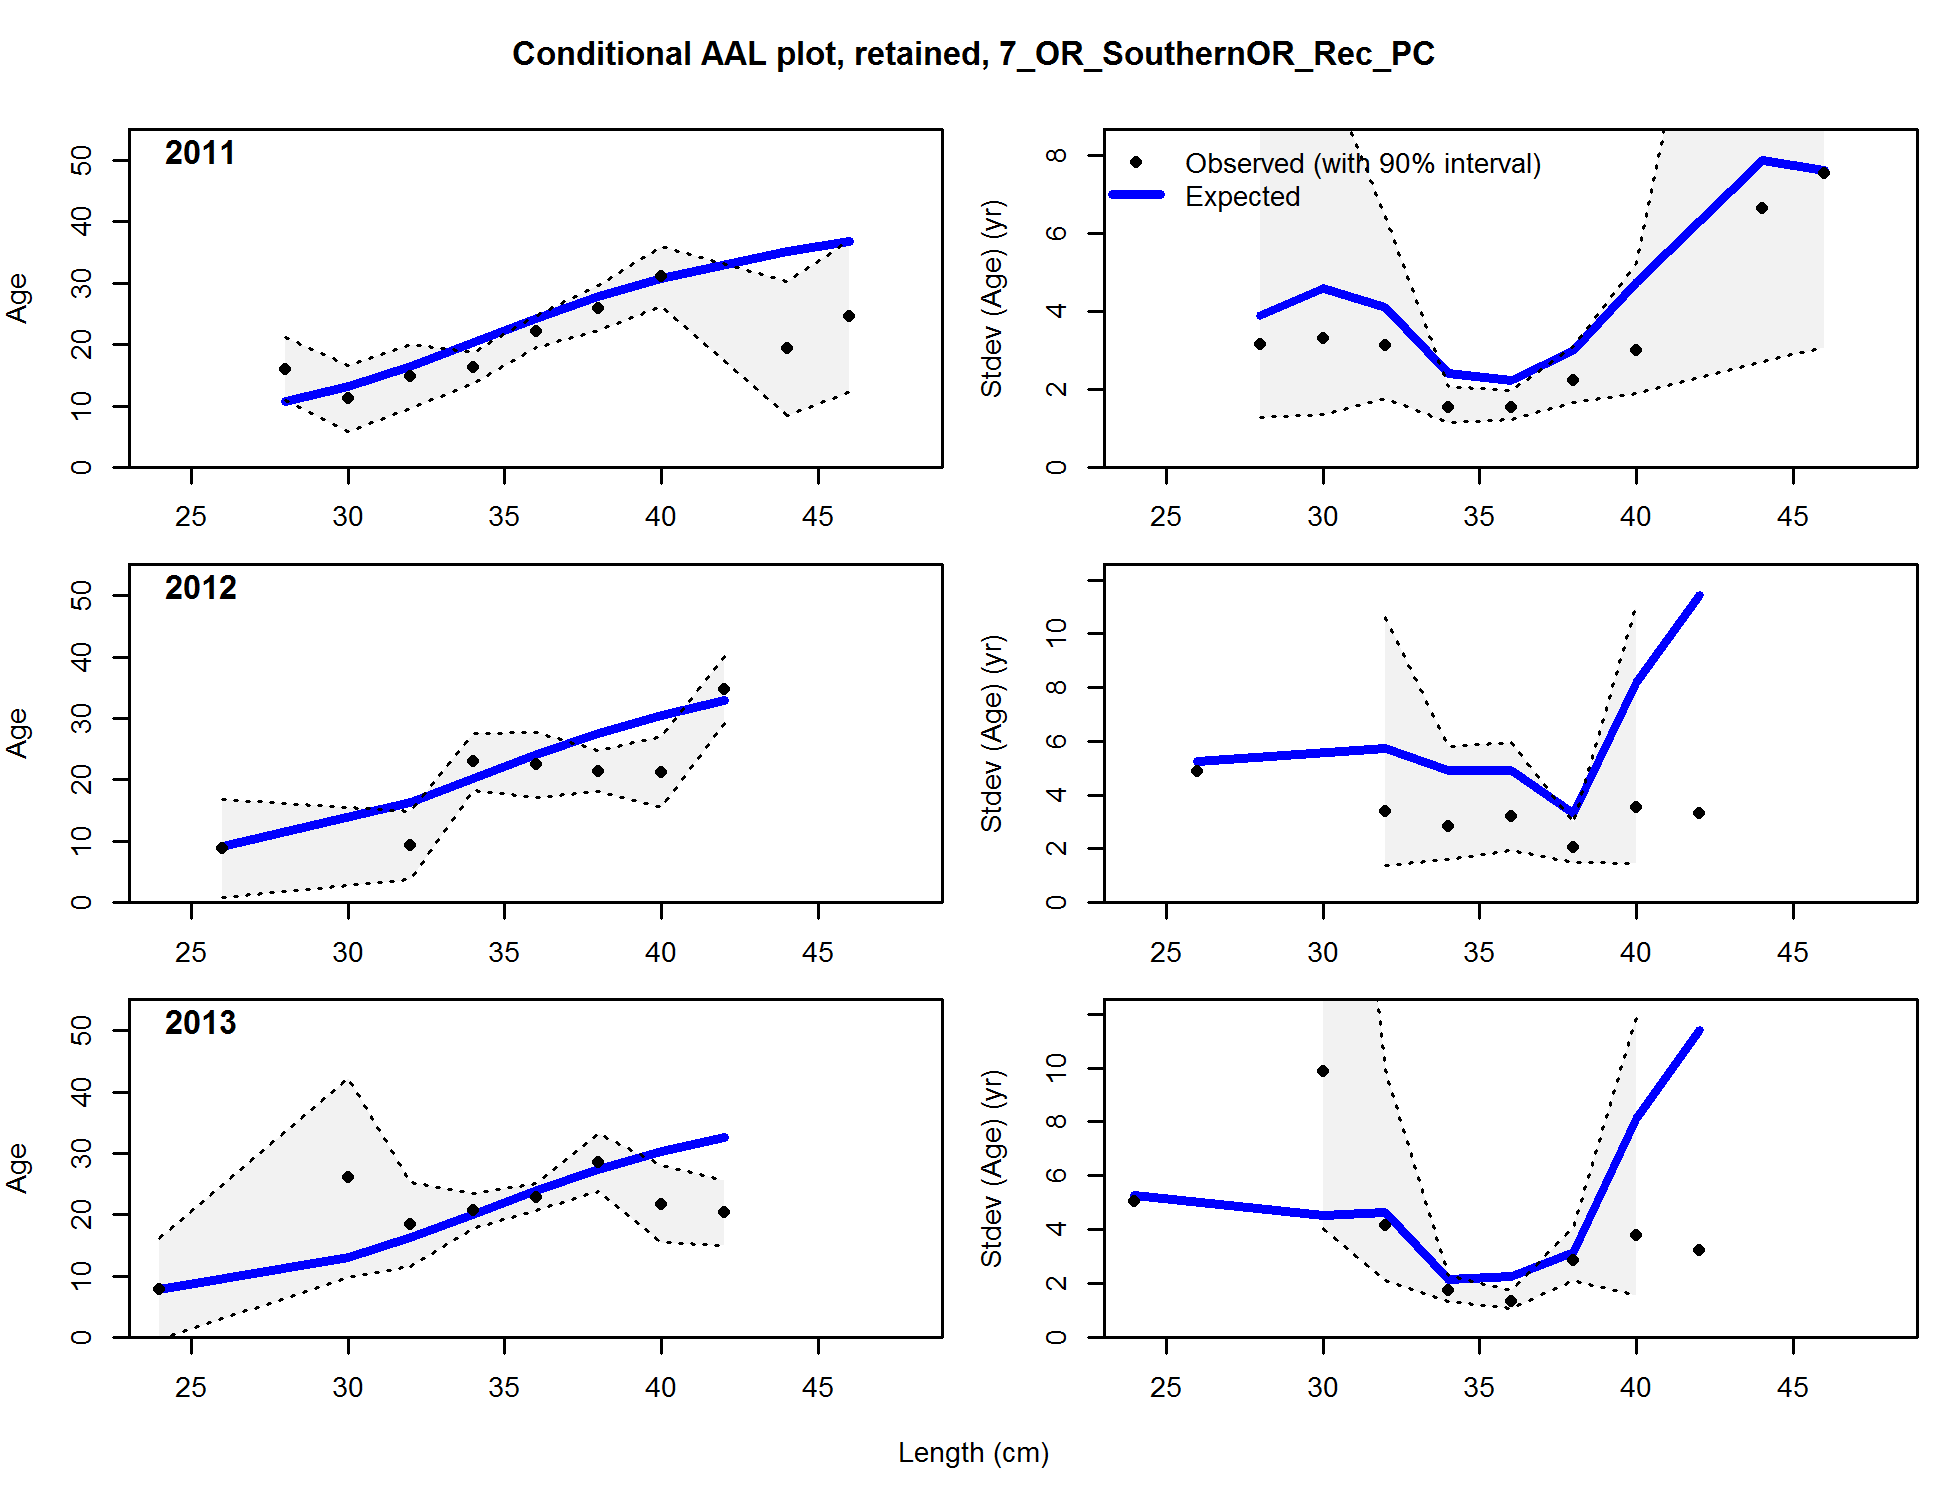 Conditional AAL plot, retained, 7_OR_SouthernOR_Rec_PC
2011
Age
0 10 20 30 40 50
25 30 35 40 45
Observed (with 90% interval)
Expected
Stdev (Age) (yr)
0 2 4 6 8
25 30 35 40 45
2012
Age
0 10 20 30 40 50
25 30 35 40 45
Stdev (Age) (yr)
0 2 4 6 8 10
25 30 35 40 45
2013
Age
0 10 20 30 40 50
25 30 35 40 45
Stdev (Age) (yr)
0 2 4 6 8 10
25 30 35 40 45
Length (cm)